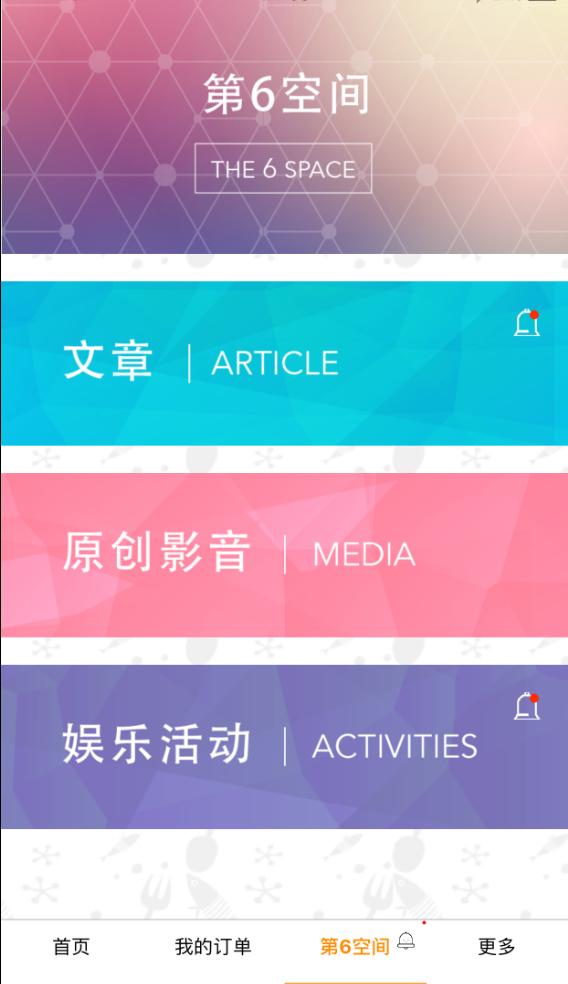 第6空间
THE 6 SPACE
文章 | ARTICLE
原创影音 | MEDIA
娱乐活动 | ACTIVITIES
首页 我的订单 第6空间 更多